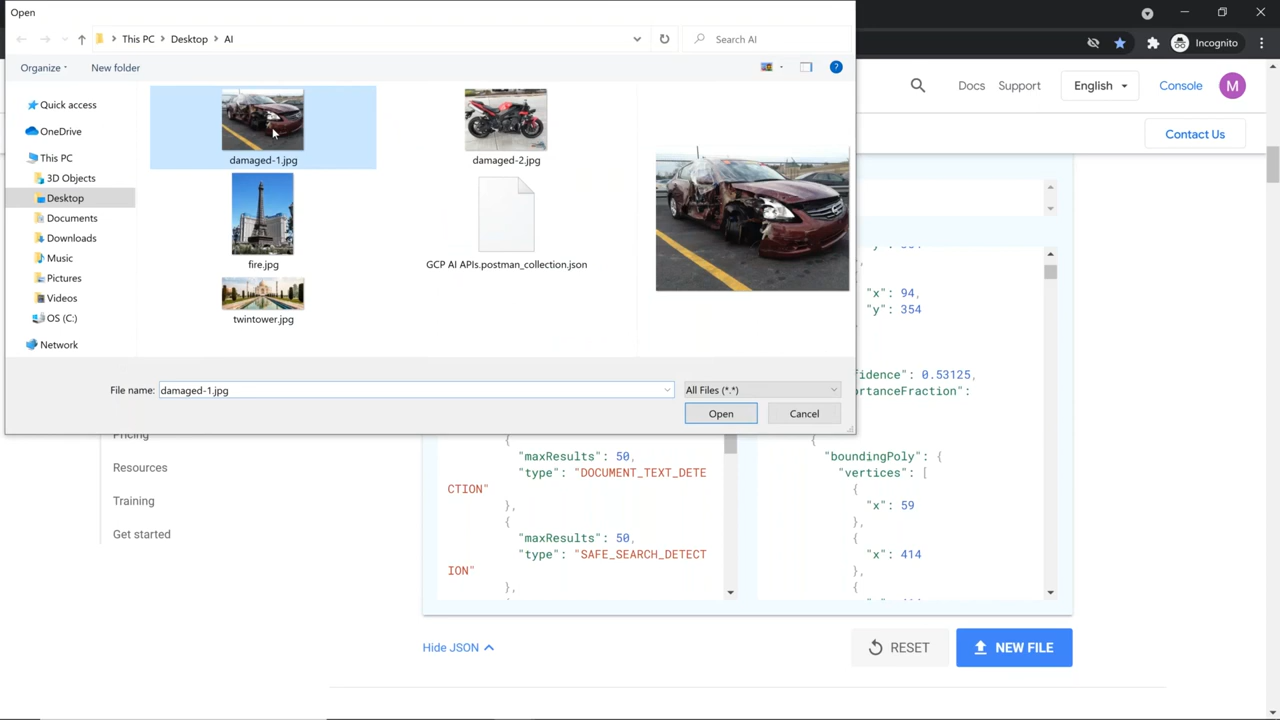 Open
This PC
Desktop
AI
Search AI
Incognito
Organize
New folder
Quick access
OneDrive
This PC
3D Objects
Desktop
Documents
Downloads
Music
Pictures
Videos
OS (C:)
Network
damaged-1.jpg
damaged-2.jpg
fire.jpg
GCP AI APIs.postman_collection.json
twintower.jpg
File name: damaged-1.jpg
All Files (*.*)
Open
Cancel
Docs
Support
English
Console
M
Contact Us
Pricing
Resources
Training
Get started
{
"maxResults": 50,
"type": "DOCUMENT_TEXT_DETE
CTION"
},
{
"maxResults": 50,
"type": "SAFE_SEARCH_DETECT
ION"
},
"x": 94,
"y": 354
fidence": 0.53125,
ortanceFraction":
{
"boundingPoly": {
"vertices": [
{
"x": 59
},
{
"x": 414
},
{
Hide JSON
RESET
NEW FILE